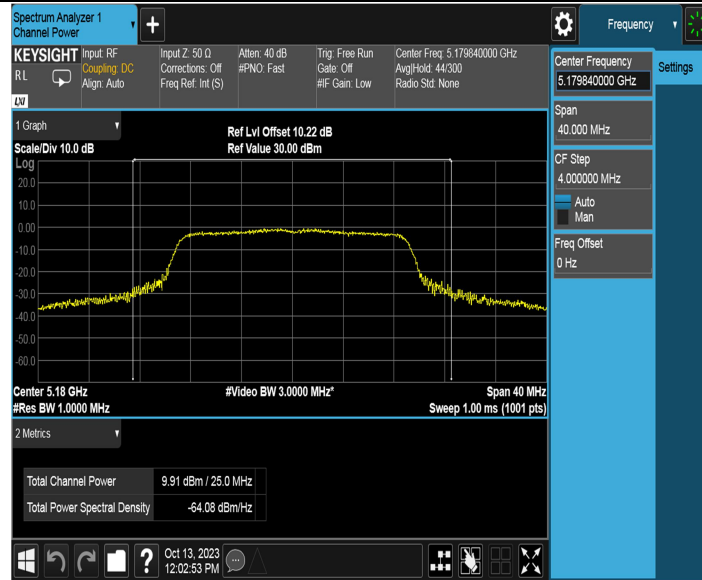 Spectrum Analyzer 1
Channel Power
Frequency
KEYSIGHT
R L
LXI
Input: RF
Coupling: DC
Align: Auto
Input Z: 50 Ω
Corrections: Off
Freq Ref: Int (S)
Atten: 40 dB
#PNO: Fast
Trig: Free Run
Gate: Off
#IF Gain: Low
Center Freq: 5.179840000 GHz
Avg|Hold: 44/300
Radio Std: None
Center Frequency
5.179840000 GHz
Settings
Span
40.000 MHz
CF Step
4.000000 MHz
Auto
Man
Freq Offset
0 Hz
1 Graph
Scale/Div 10.0 dB
Ref Lvl Offset 10.22 dB
Ref Value 30.00 dBm
Log
20.0
10.0
0.00
-10.0
-20.0
-30.0
-40.0
-50.0
-60.0
Center 5.18 GHz
#Video BW 3.0000 MHz*
Span 40 MHz
#Res BW 1.0000 MHz
Sweep 1.00 ms (1001 pts)
2 Metrics
Total Channel Power 9.91 dBm / 25.0 MHz
Total Power Spectral Density -64.08 dBm/Hz
?
Oct 13, 2023
12:02:53 PM